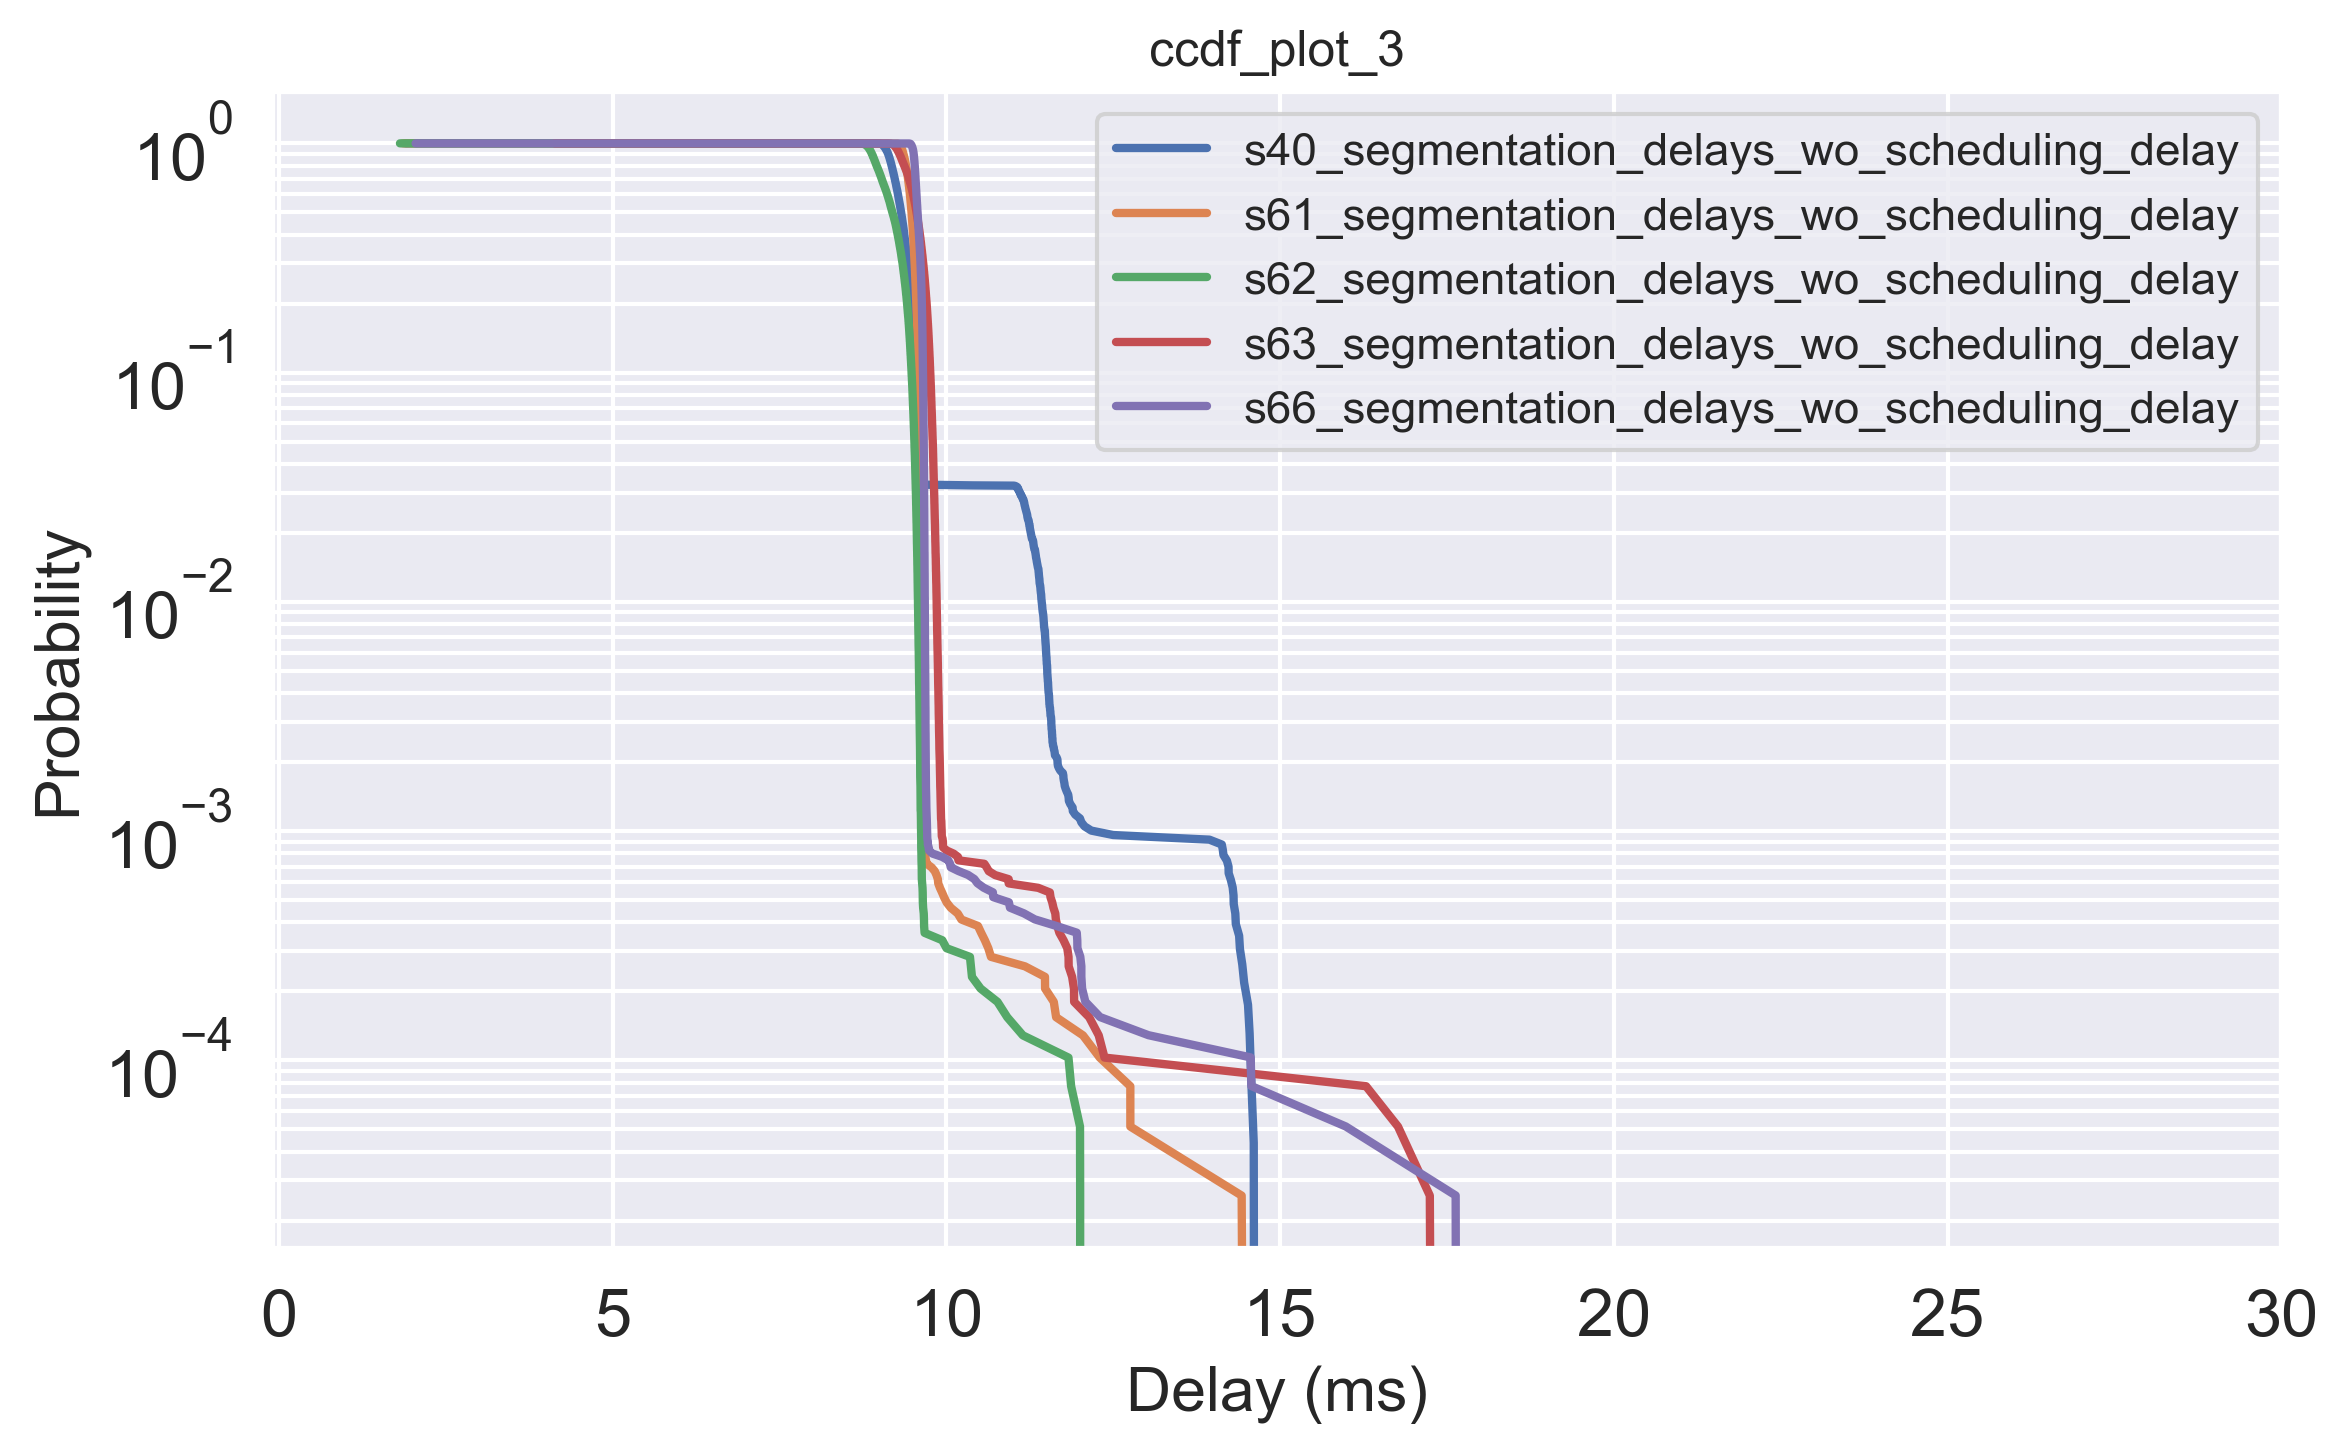 ccdf_plot_3
10^0
10^−1
10^−2
10^−3
10^−4
Probability
s40_segmentation_delays_wo_scheduling_delay
s61_segmentation_delays_wo_scheduling_delay
s62_segmentation_delays_wo_scheduling_delay
s63_segmentation_delays_wo_scheduling_delay
s66_segmentation_delays_wo_scheduling_delay
0 5 10 15 20 25 30
Delay (ms)